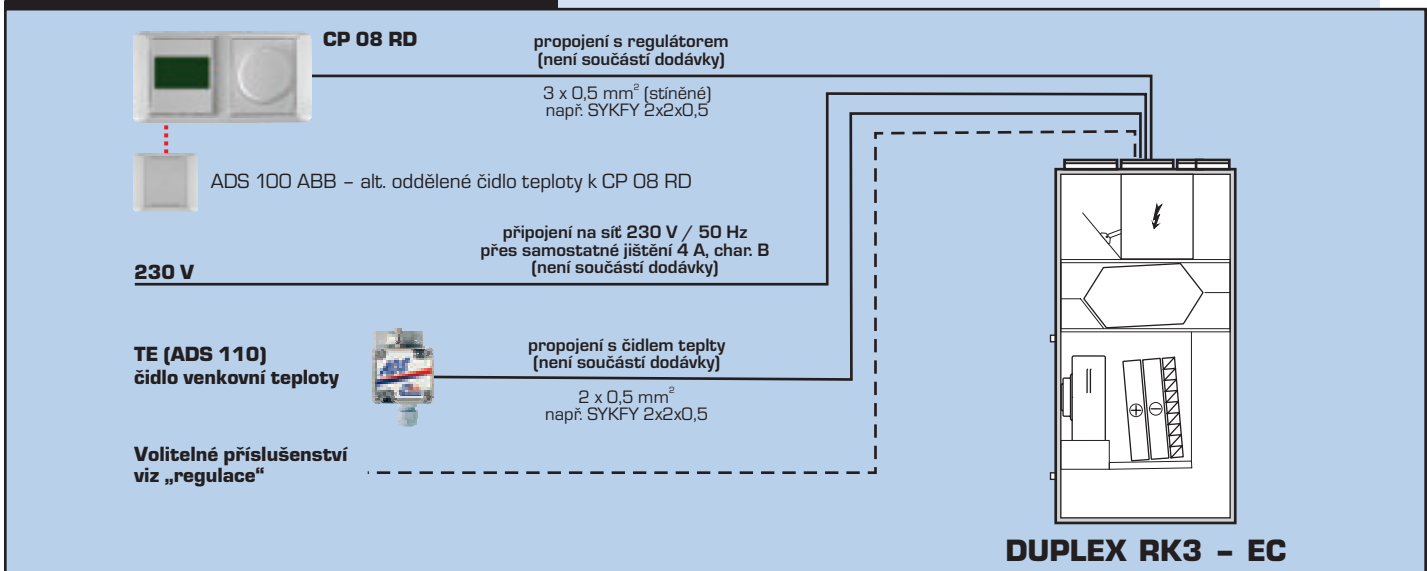 CP 08 RD
propojení s regulátorem
(není součástí dodávky)
3 x 0,5 mm² (stíněné)
např. SYKFY 2x2x0,5
ADS 100 ABB – alt. oddělené čidlo teploty k CP 08 RD
připojení na síť 230 V / 50 Hz
přes samostatné jištění 4 A, char. B
(není součástí dodávky)
230 V
TE (ADS 110)
čidlo venkovní teploty
propojení s čidlem teplty
(není součástí dodávky)
2 x 0,5 mm²
např. SYKFY 2x2x0,5
Volitelné příslušenství
viz „regulace“
DUPLEX RK3 – EC